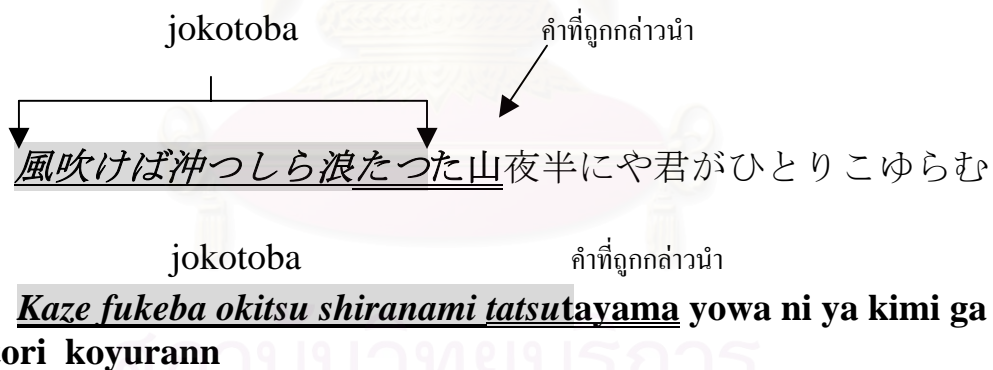 jokotoba คำที่ถูกกล่าวนำ
風吹けば沖つしら浪たつた山夜半にや君がひとりこゆらむ
jokotoba คำที่ถูกกล่าวนำ
Kaze fukeba okitsu shiranami tatsutayama yowa ni ya kimi ga
koyurann